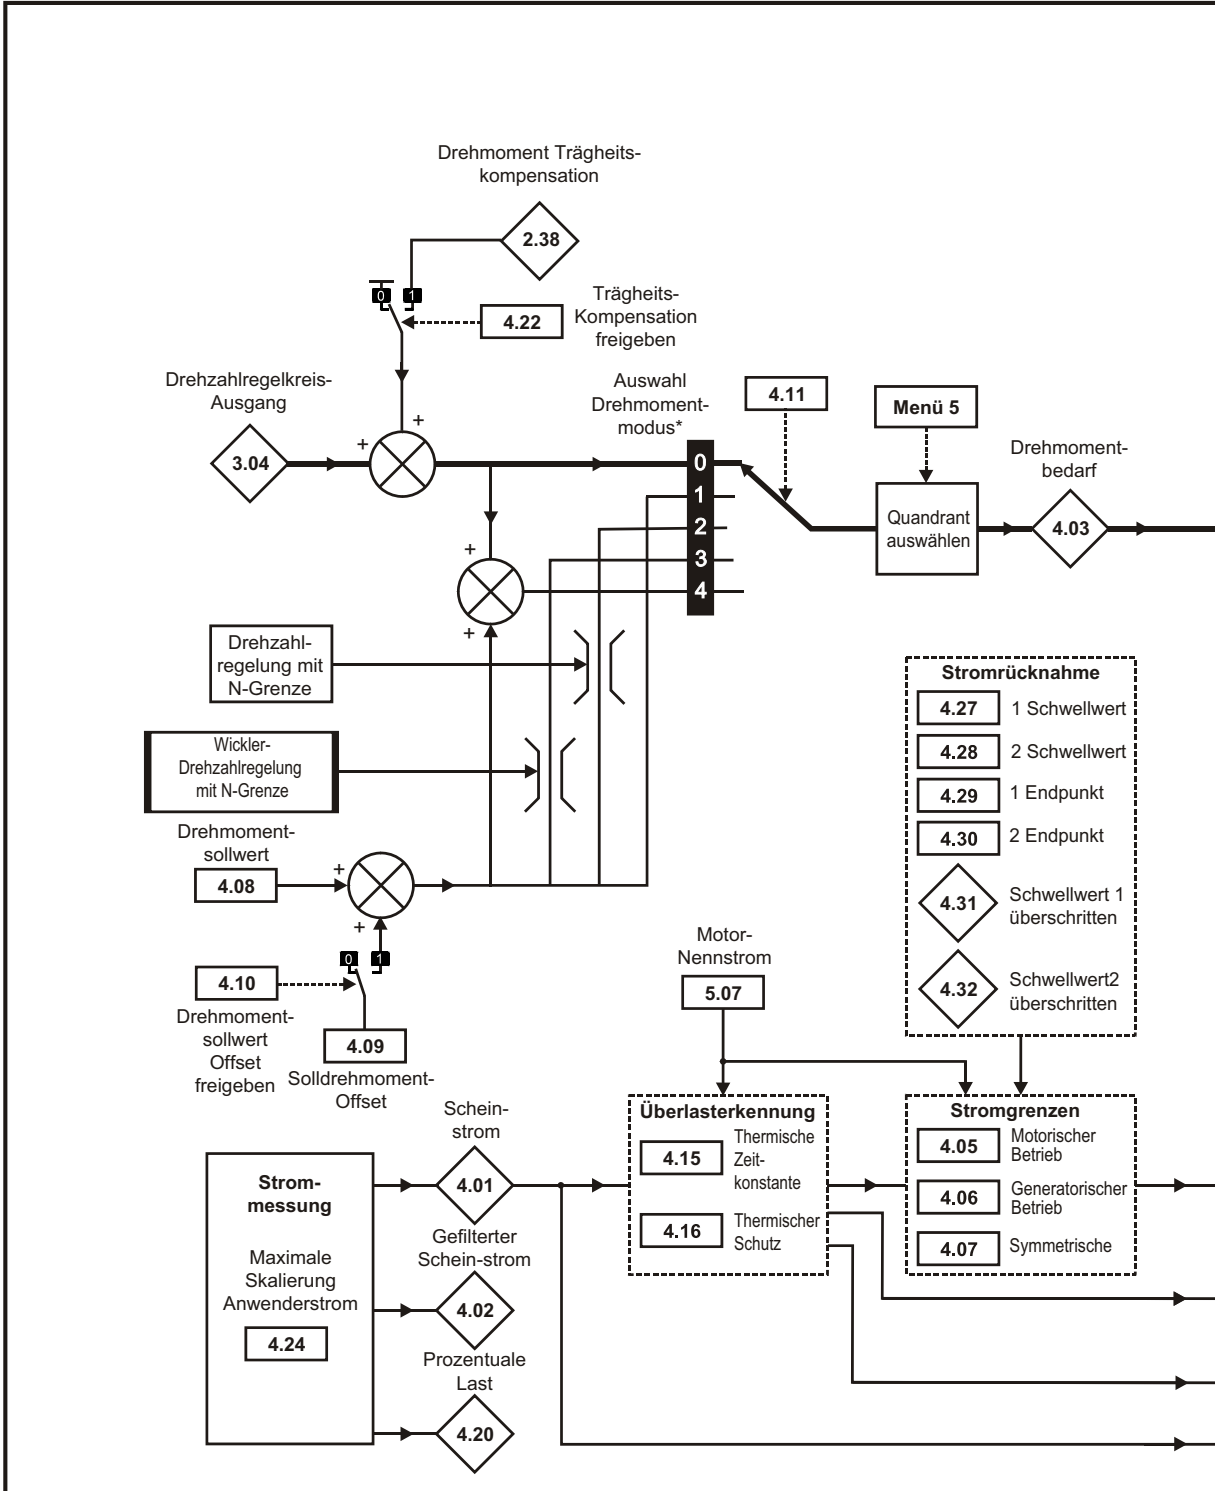 Drehmoment Trägheits-
kompensation
2.38
0
1
4.22
Trägheits-
Kompensation
freigeben
Drehzahlregelkreis-
Ausgang
+
+
3.04
Auswahl
Drehmoment-
modus*
0
1
2
3
4
4.11
Menü 5
Quandrant
auswählen
Drehmoment-
bedarf
4.03
+
+
Drehzahl-
regelung mit
N-Grenze
Wickler-
Drehzahlregelung
mit N-Grenze
Drehmoment-
sollwert
4.08
+
+
0
1
4.10
Drehmoment-
sollwert
Offset
freigeben
4.09
Solldrehmoment-
Offset
Motor-
Nennstrom
5.07
Stromrücknahme
4.27 1 Schwellwert
4.28 2 Schwellwert
4.29 1 Endpunkt
4.30 2 Endpunkt
4.31
Schwellwert 1
überschritten
4.32
Schwellwert2
überschritten
Strom-
messung
Maximale
Skalierung
Anwenderstrom
4.24
Schein-
strom
4.01
Gefilterter
Schein-strom
4.02
Prozentuale
Last
4.20
Überlasterkennung
4.15
Thermische
Zeit-
konstante
4.16
Thermischer
Schutz
Stromgrenzen
4.05
Motorischer
Betrieb
4.06
Generatorischer
Betrieb
4.07 Symmetrische